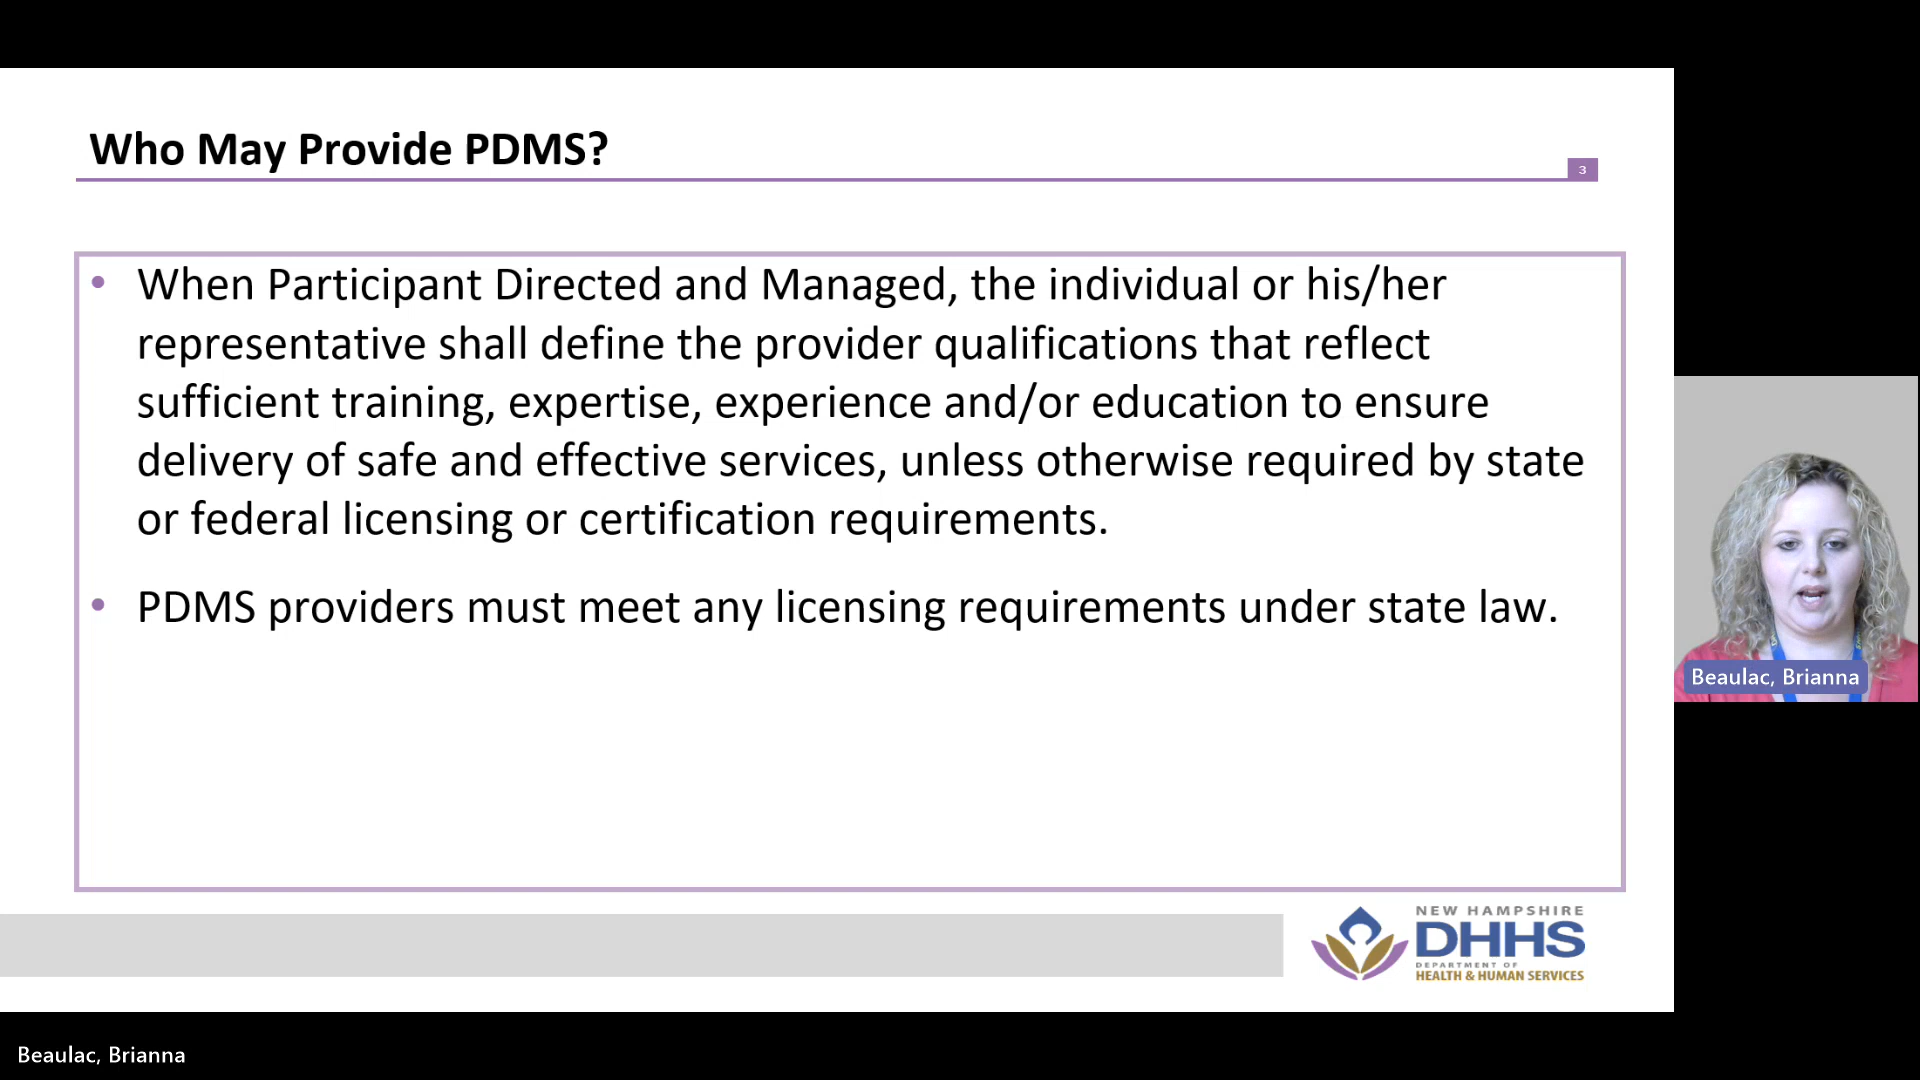 Who May Provide PDMS?
3
• When Participant Directed and Managed, the individual or his/her
representative shall define the provider qualifications that reflect
sufficient training, expertise, experience and/or education to ensure
delivery of safe and effective services, unless otherwise required by state
or federal licensing or certification requirements.
• PDMS providers must meet any licensing requirements under state law.
Beaulac, Brianna
NEW HAMPSHIRE
DHHS
DEPARTMENT OF
HEALTH & HUMAN SERVICES
Beaulac, Brianna